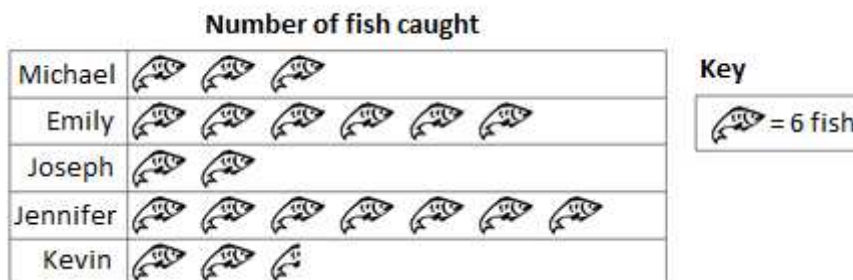 Number of fish caught
Michael
Emily
Joseph
Jennifer
Kevin
Key
= 6 fish